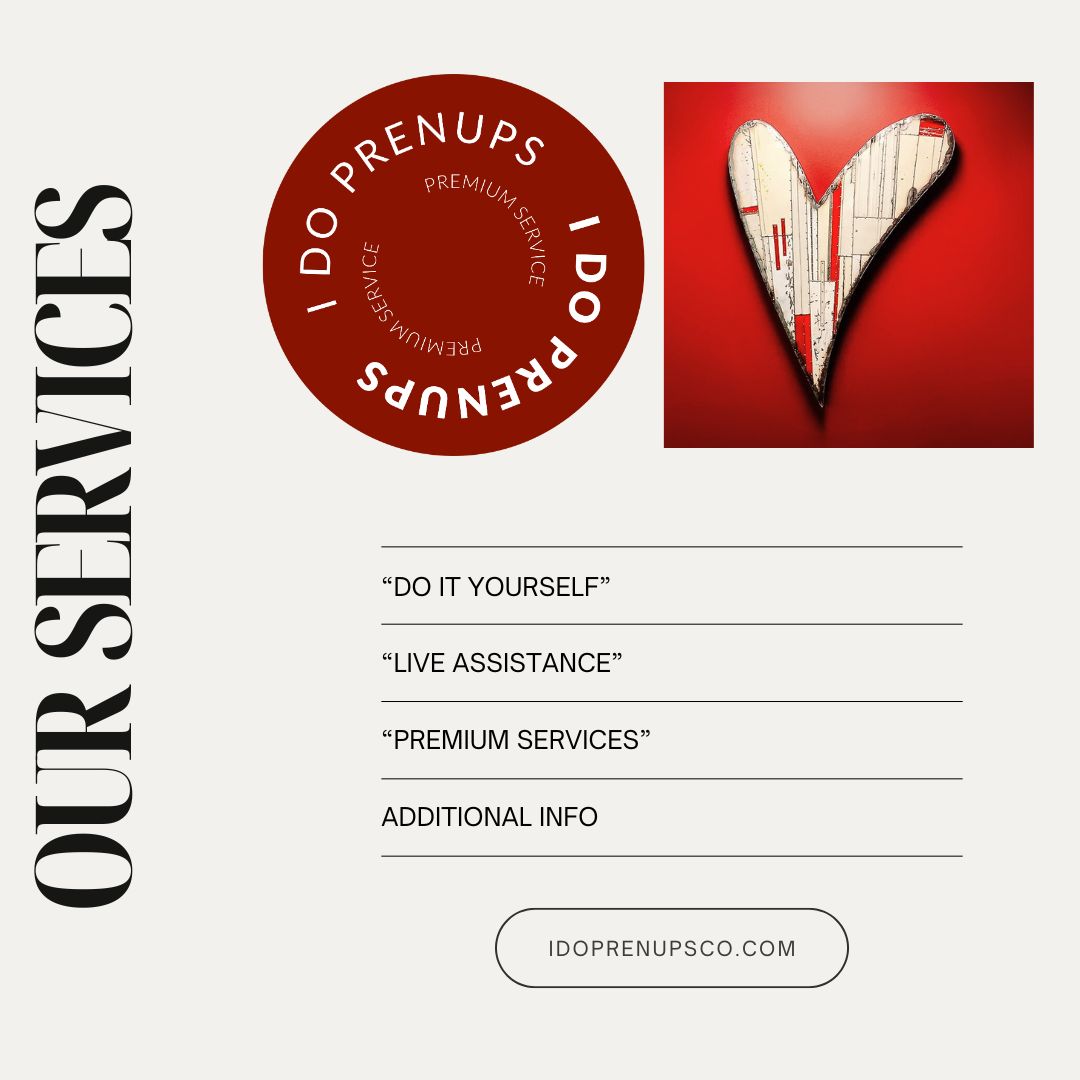 OUR SERVICES
I DO PRENUPS
I DO PRENUPS
PREMIUM SERVICE
PREMIUM SERVICE
“DO IT YOURSELF”
“LIVE ASSISTANCE”
“PREMIUM SERVICES”
ADDITIONAL INFO
IDOPRENUPSCO.COM